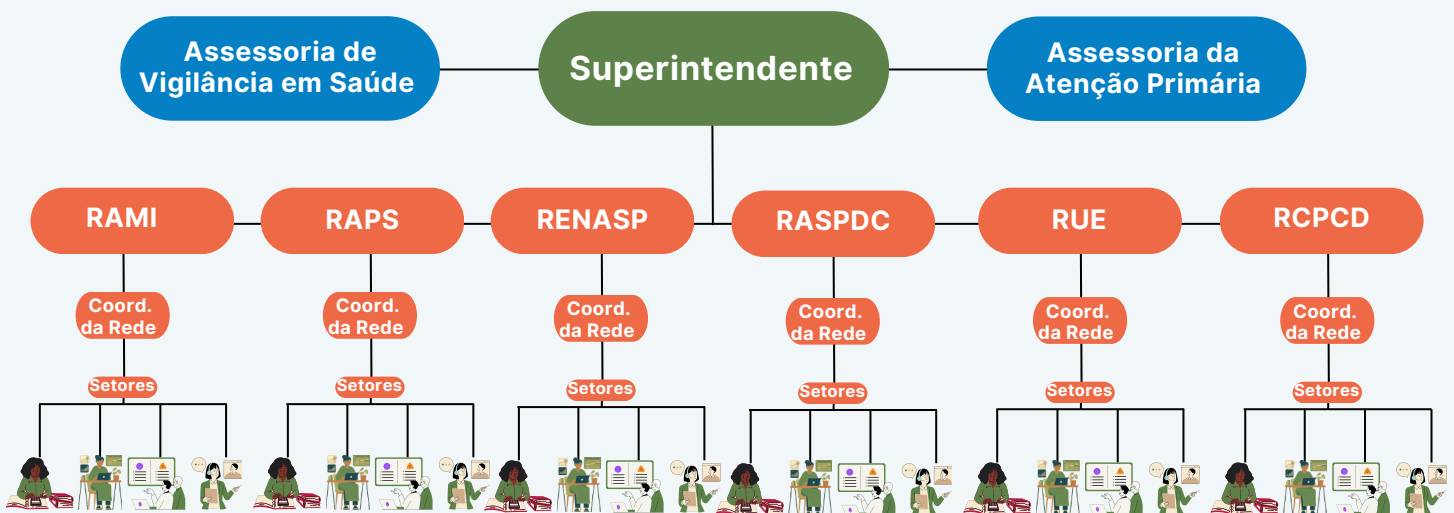 Assessoria de
Vigilância em Saúde
Superintendente
Assessoria da
Atenção Primária
RAMI
RAPS
RENASP
RASPDC
RUE
RCPCD
Coord.
da Rede
Coord.
da Rede
Coord.
da Rede
Coord.
da Rede
Coord.
da Rede
Coord.
da Rede
Setores
Setores
Setores
Setores
Setores
Setores